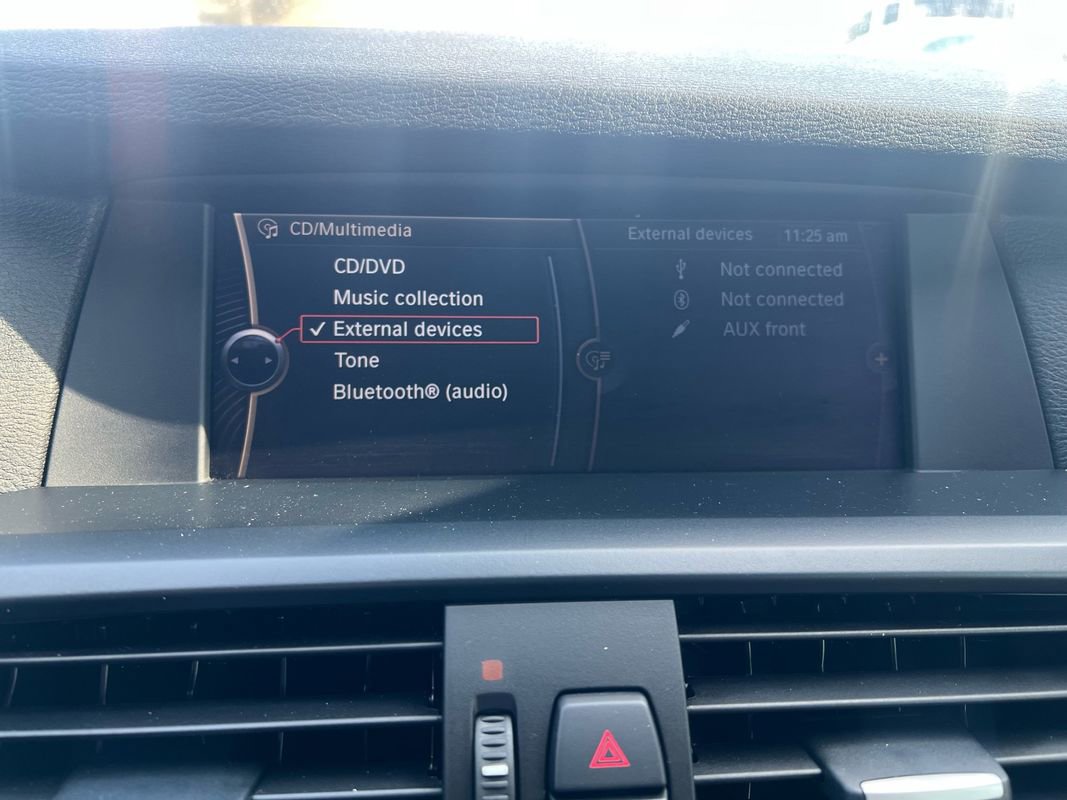 CD/Multimedia
CD/DVD
Music collection
External devices
Tone
Bluetooth® (audio)
External devices 11:25 am
Not connected
Not connected
AUX front